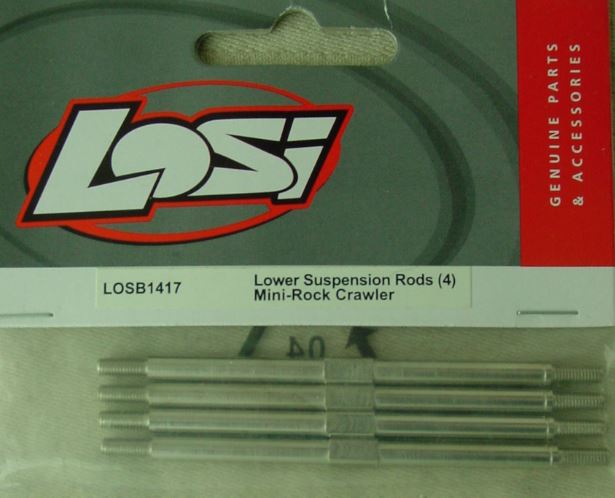 Losi
GENUINE PARTS
& ACCESSORIES
LOSB1417
Lower Suspension Rods (4)
Mini-Rock Crawler
04